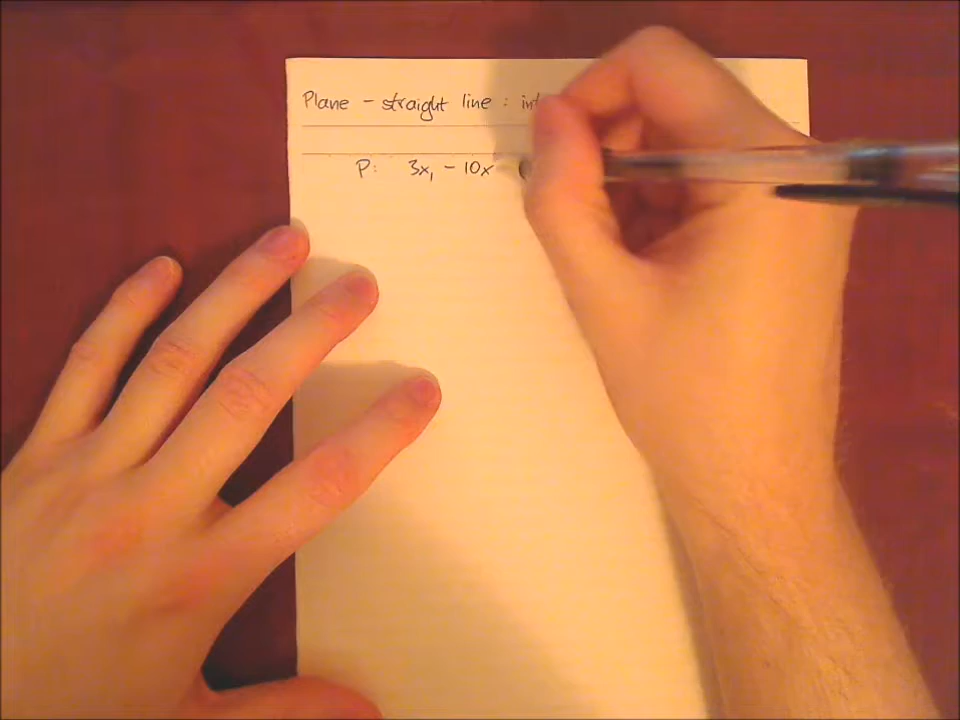 Plane - straight line :
P: 3x₁ - 10x